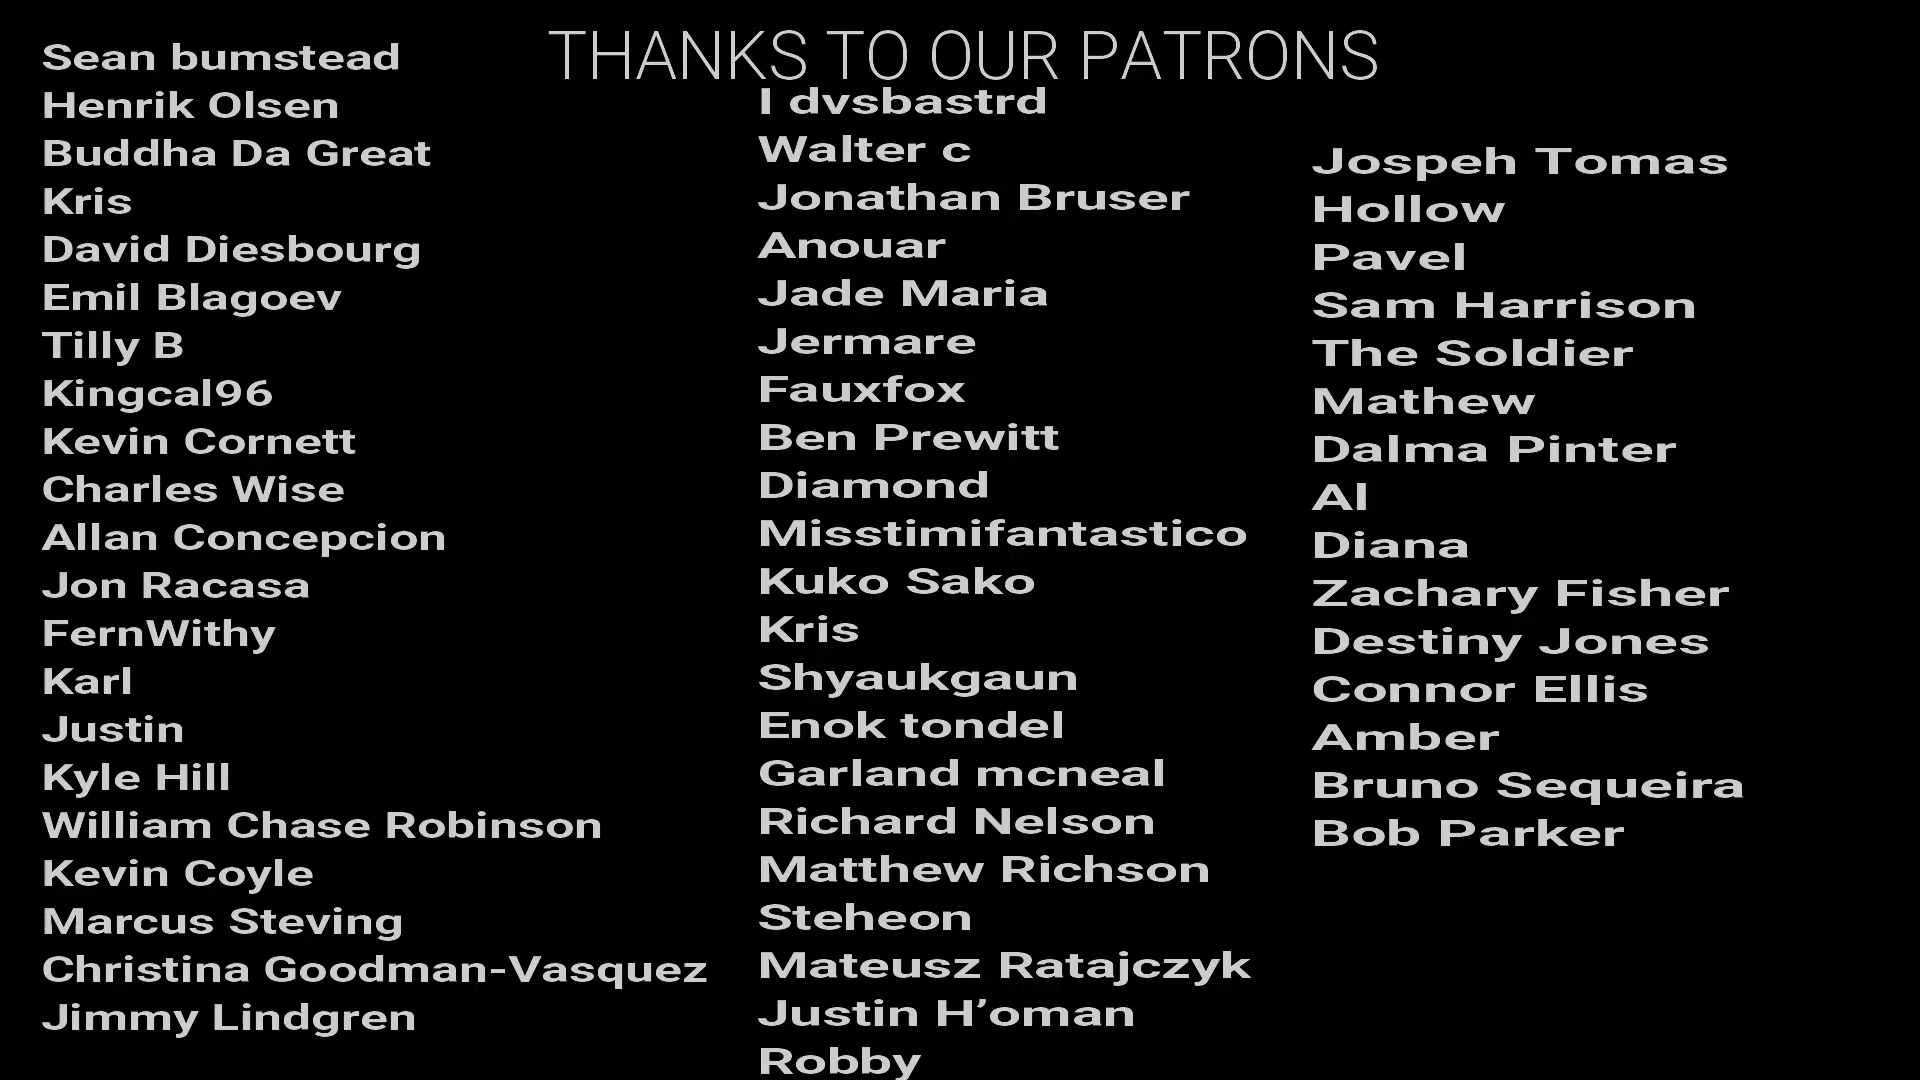 THANKS TO OUR PATRONS
Sean bumstead
Henrik Olsen
Buddha Da Great
Kris
David Diesbourg
Emil Blagoev
Tilly B
Kingcal96
Kevin Cornett
Charles Wise
Allan Concepcion
Jon Racasa
FernWithy
Karl
Justin
Kyle Hill
William Chase Robinson
Kevin Coyle
Marcus Steving
Christina Goodman-Vasquez
Jimmy Lindgren
I dvsbastrd
Walter c
Jonathan Bruser
Anouar
Jade Maria
Jermare
Fauxfox
Ben Prewitt
Diamond
Misstimifantastico
Kuko Sako
Kris
Shyaukgaun
Enok tondel
Garland mcneal
Richard Nelson
Matthew Richson
Steheon
Mateusz Ratajczyk
Justin H’oman
Robby
Jospeh Tomas
Hollow
Pavel
Sam Harrison
The Soldier
Mathew
Dalma Pinter
Al
Diana
Zachary Fisher
Destiny Jones
Connor Ellis
Amber
Bruno Sequeira
Bob Parker